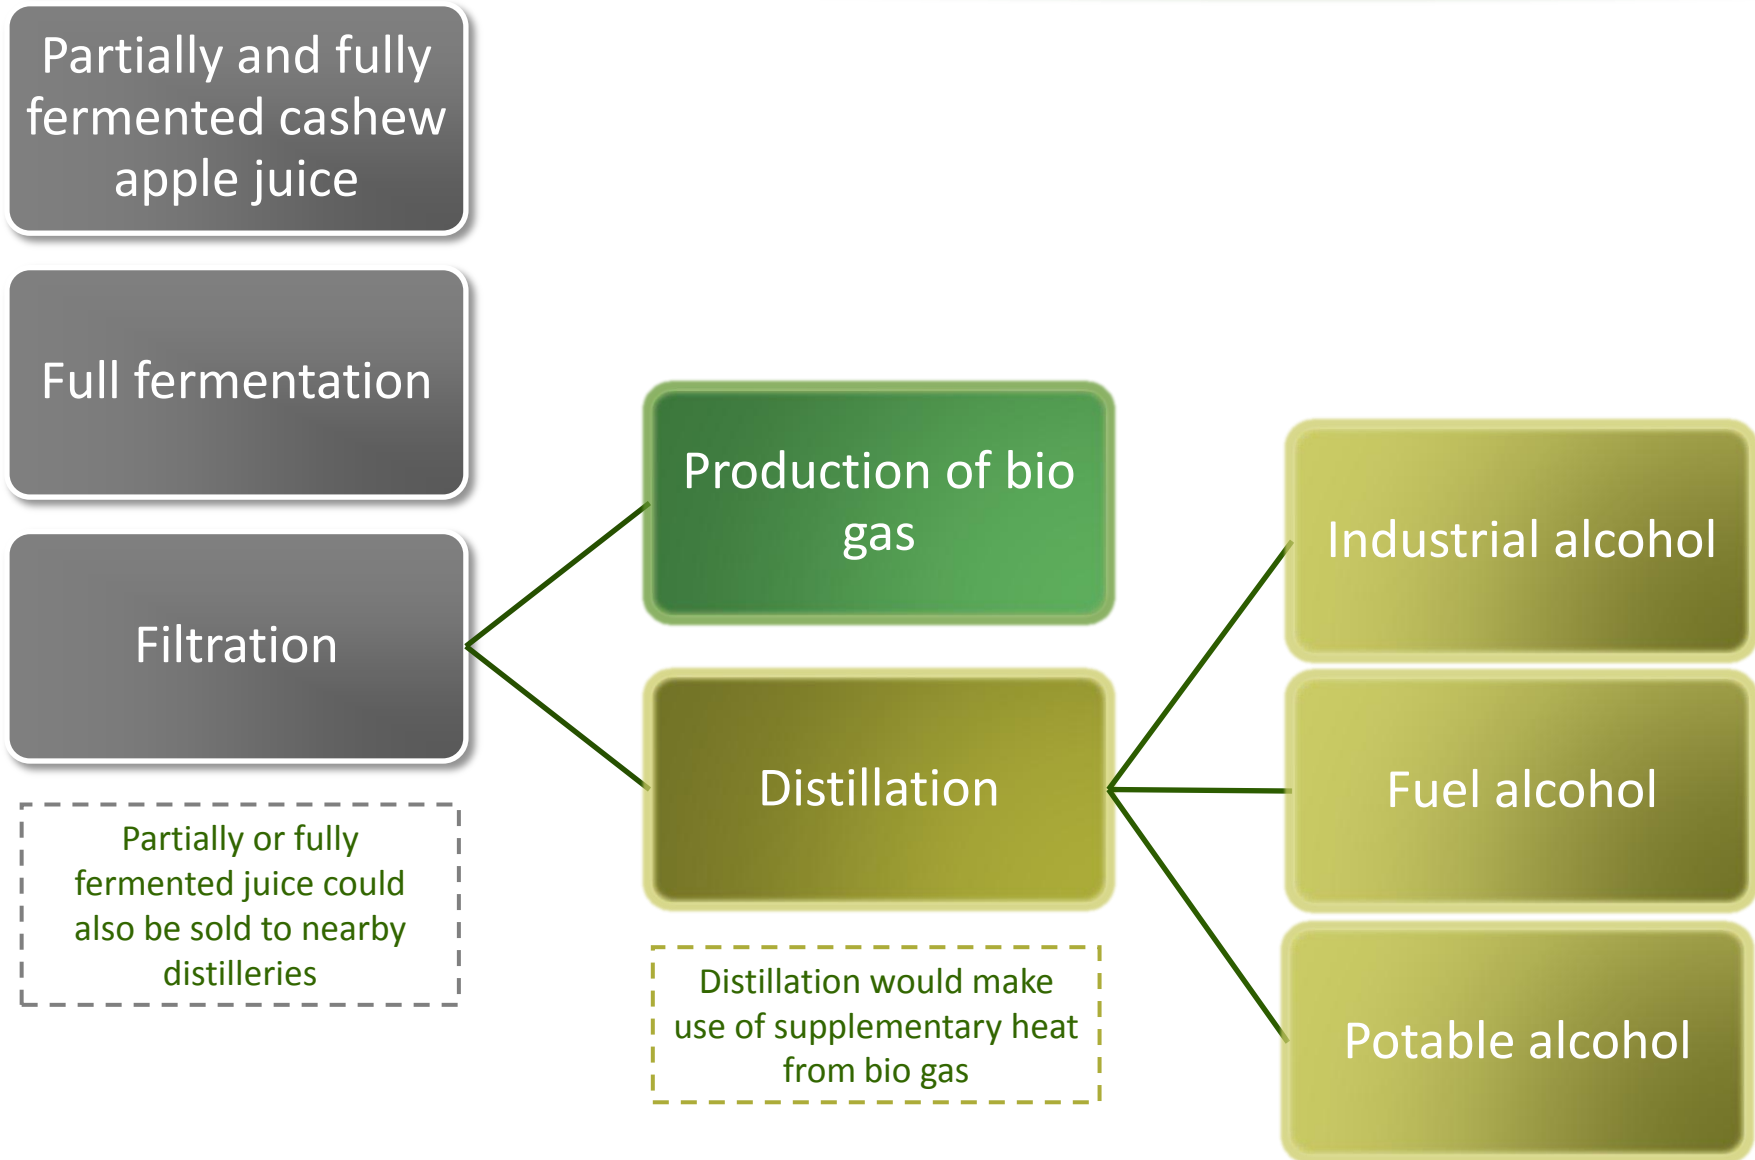 Partially and fully
fermented cashew
apple juice
Full fermentation
Filtration
Partially or fully
fermented juice could
also be sold to nearby
distilleries
Production of bio
gas
Distillation
Distillation would make
use of supplementary heat
from bio gas
Industrial alcohol
Fuel alcohol
Potable alcohol